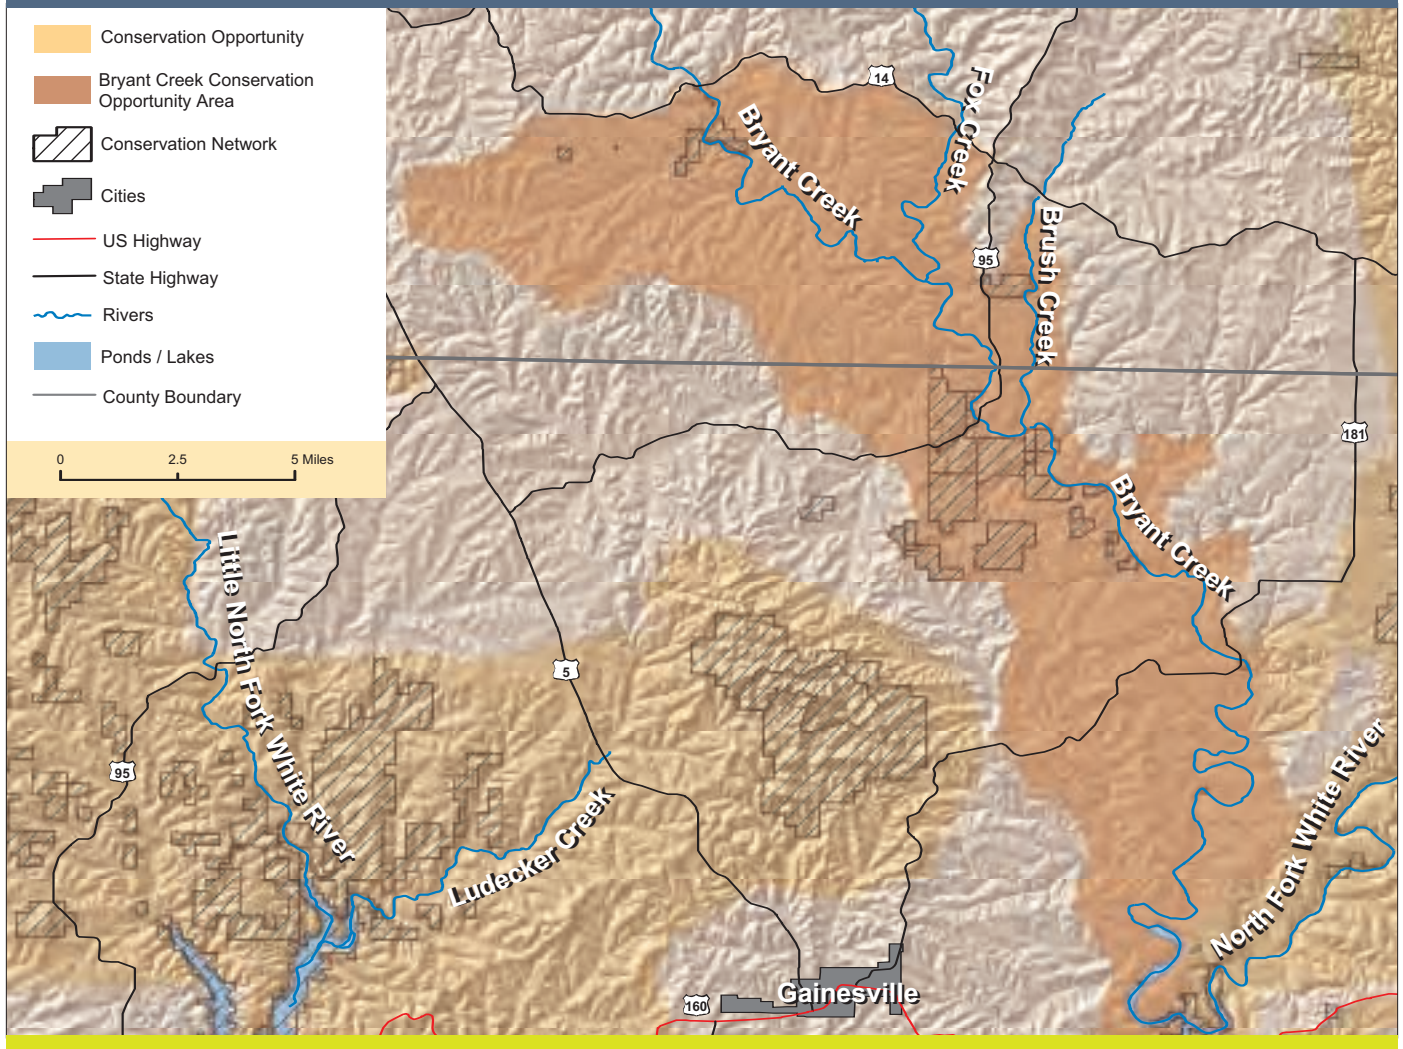 Conservation Opportunity
Bryant Creek Conservation
Opportunity Area
Conservation Network
Cities
US Highway
State Highway
Rivers
Ponds / Lakes
County Boundary
0 2.5 5 Miles
14
Fox Creek
Bryant Creek
95
Brush Creek
181
Bryant Creek
Little North Fork White River
5
95
Ludecker Creek
North Fork White River
Gainesville
160